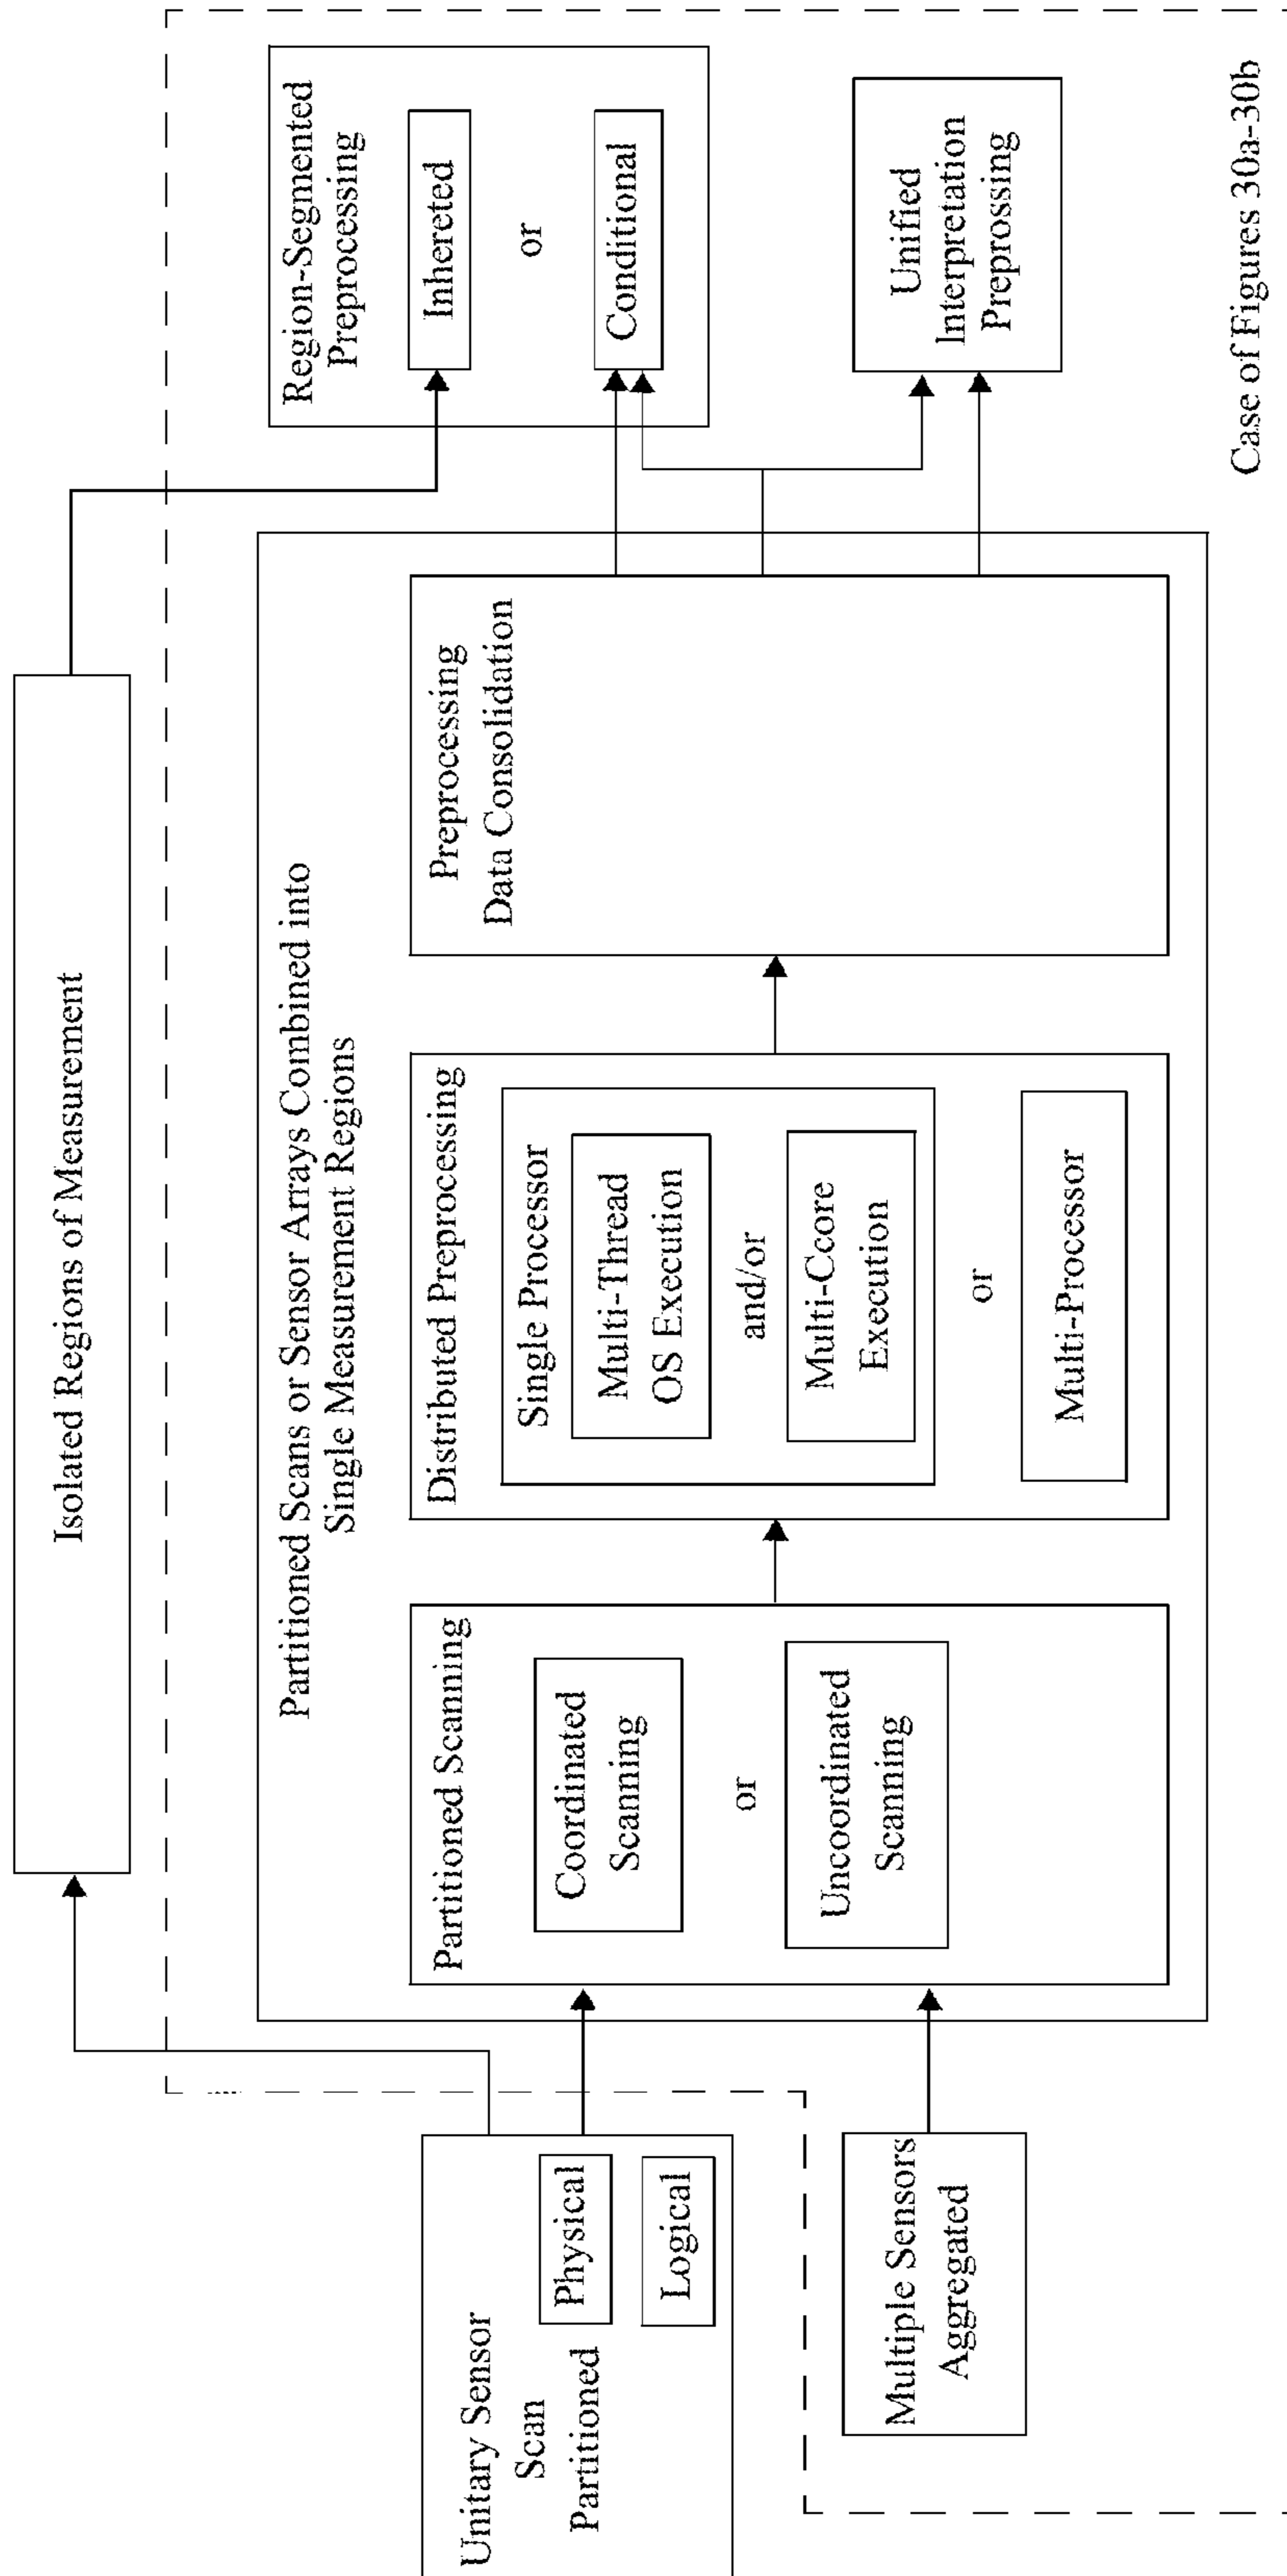 Isolated Regions of Measurement
Unitary Sensor
Scan
Partitioned
Physical
Logical
Multiple Sensors
Aggregated
Partitioned Scans or Sensor Arrays Combined into
Single Measurement Regions
Partitioned Scanning
Coordinated
Scanning
or
Uncoordinated
Scanning
Distributed Preprocessing
Single Processor
Multi-Thread
OS Execution
and/or
Multi-Ccore
Execution
or
Multi-Processor
Preprocessing
Data Consolidation
Region-Segmented
Preprocessing
Inhereted
or
Conditional
Unified
Interpretation
Preprossing
Case of Figures 30a-30b